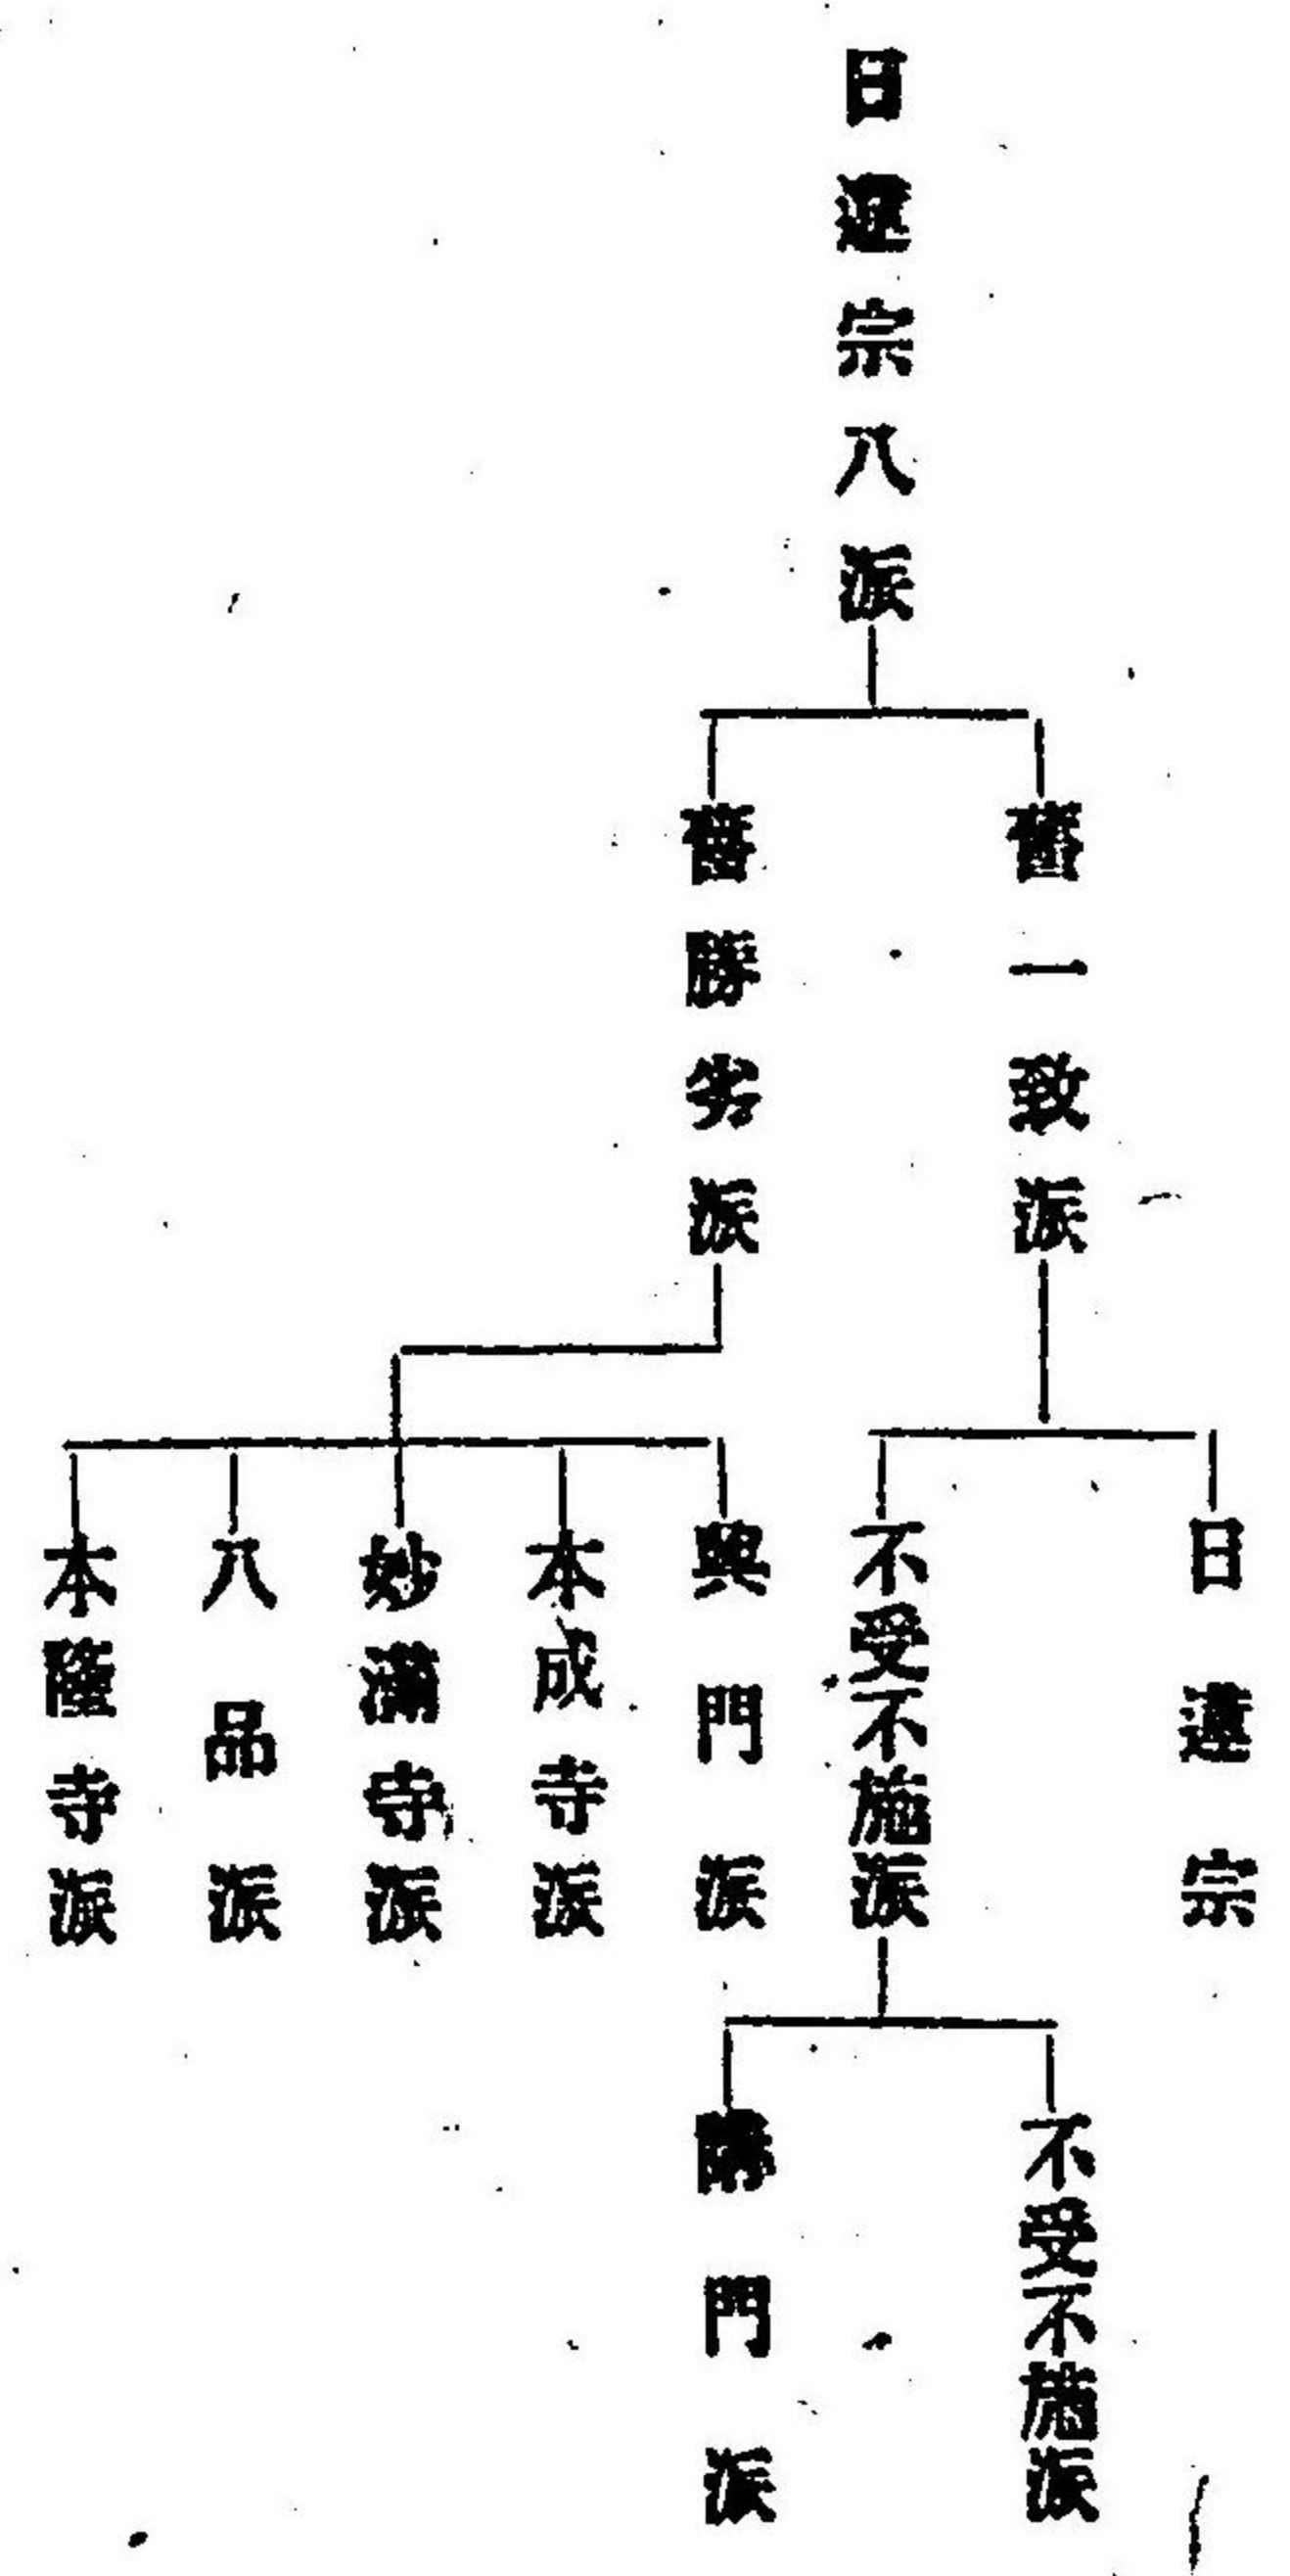 日蓮宗八派
舊一致派
舊勝劣派
日蓮宗
不受不施派
興門派
本成寺派
妙滿寺派
八品派
本隆寺派
不受不施派
講門派